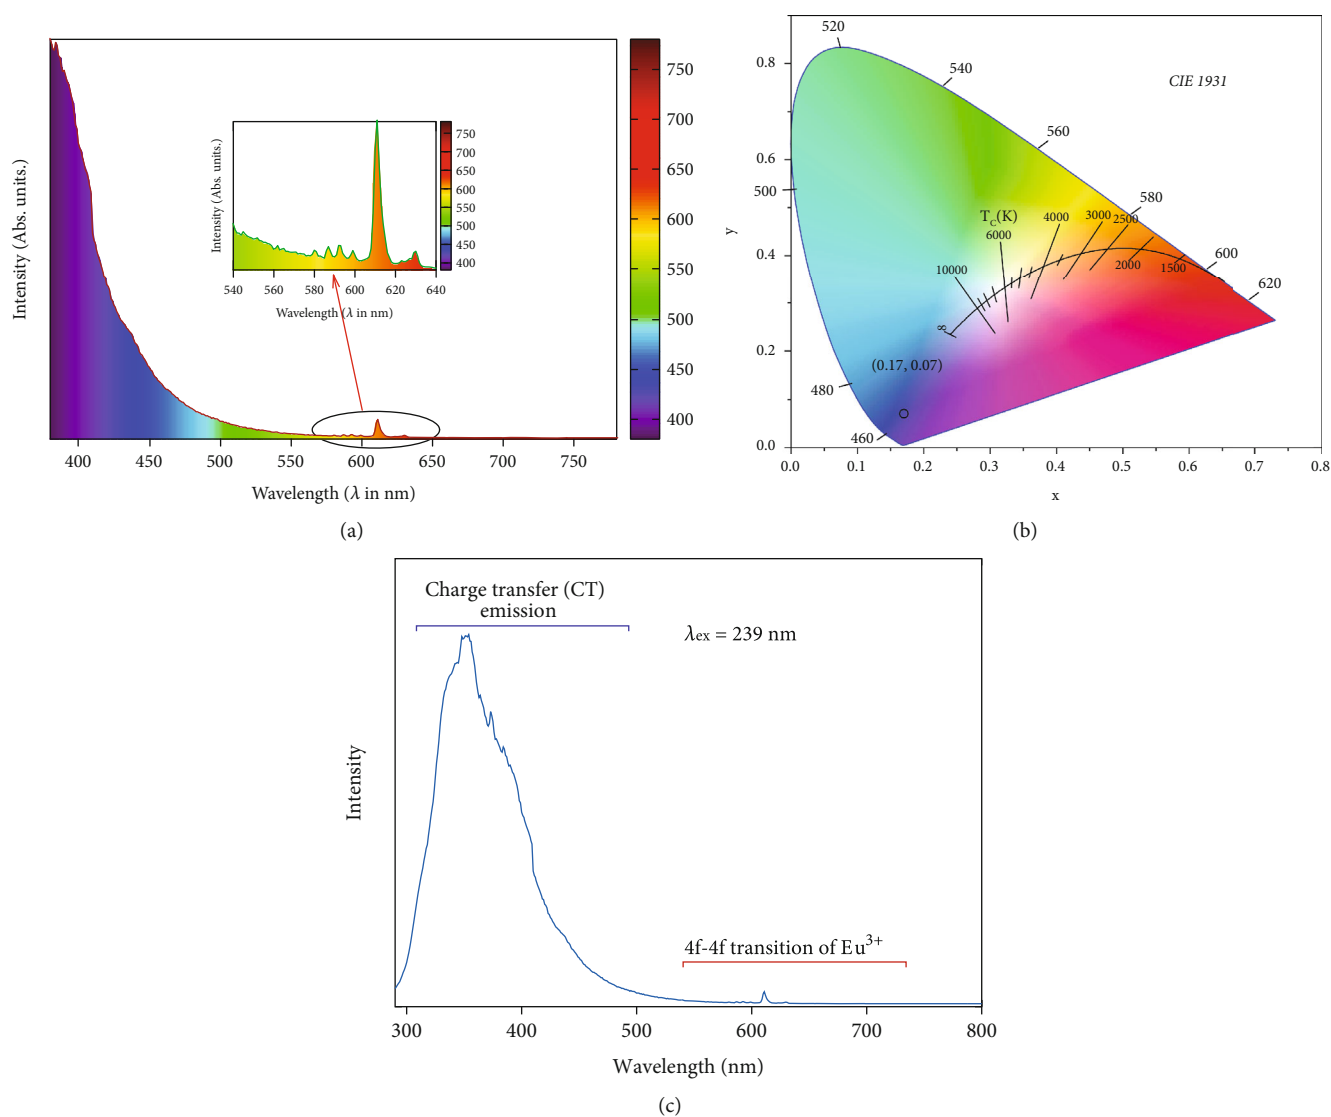 Intensity (Abs. units.)
Intensity (Abs. units.)
750
700
650
600
550
500
450
400
540 560 580 600 620 640
Wavelength (λ in nm)
750
700
650
600
550
500
450
400
400 450 500 550 600 650 700 750
Wavelength (λ in nm)
(a)
CIE 1931
520
540
560
580
600
620
500
480
460
T_C(K)
10000
6000
4000
3000
2500
2000
1500
∞
(0.17, 0.07)
y
0.8
0.6
0.4
0.2
0.0
0.0 0.1 0.2 0.3 0.4 0.5 0.6 0.7 0.8
x
(b)
Charge transfer (CT)
emission
λex = 239 nm
4f-4f transition of Eu³⁺
Intensity
300 400 500 600 700 800
Wavelength (nm)
(c)